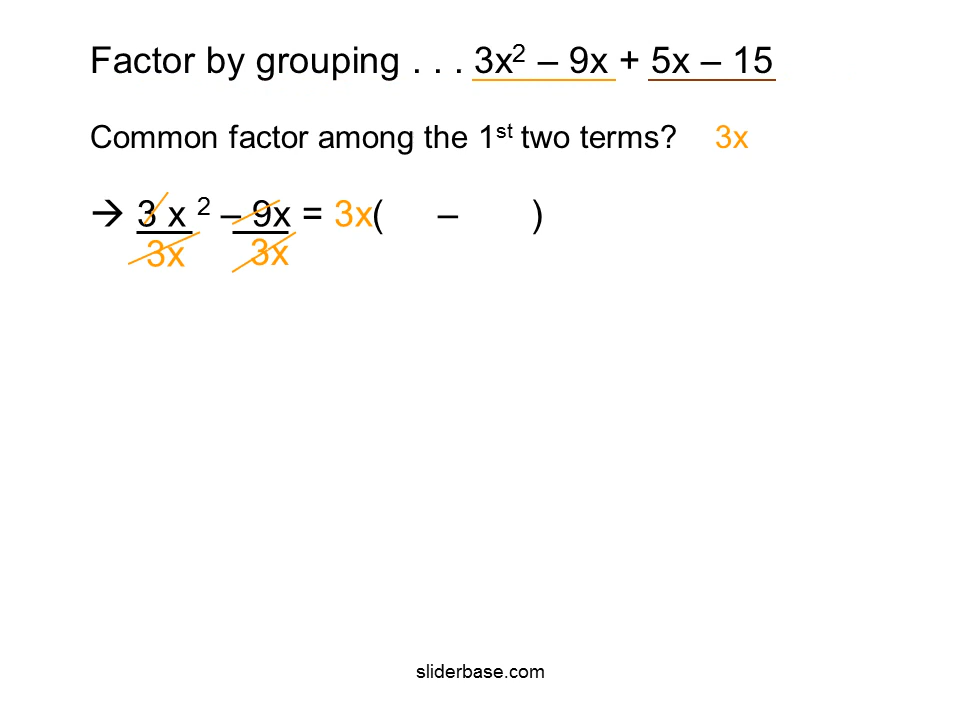 Factor by grouping . . . 3x² – 9x + 5x – 15
Common factor among the 1st two terms? 3x
→ 3 x ² – 9x = 3x( – )
3x 3x
sliderbase.com